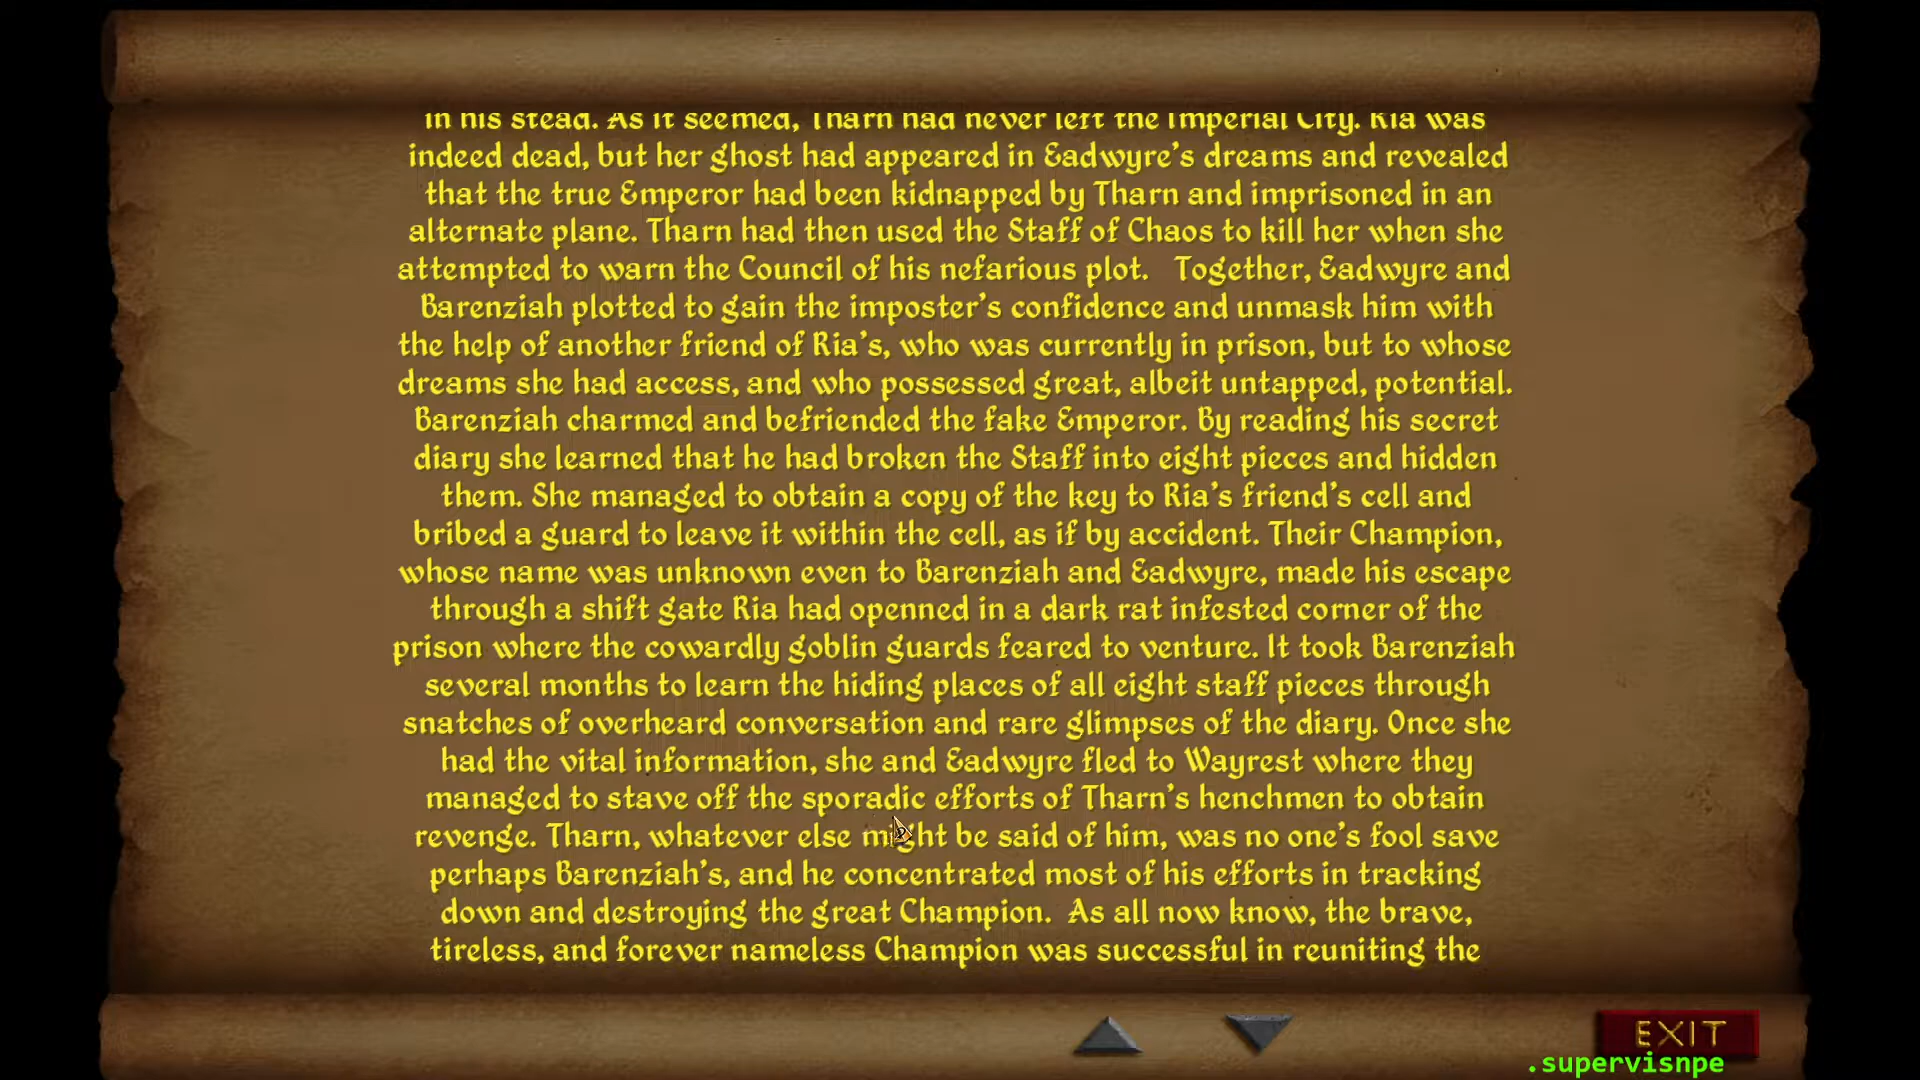 in his stead. As it seemed, Tharn had never left the Imperial City. Ria was
indeed dead, but her ghost had appeared in Eadwyre's dreams and revealed
that the true Emperor had been kidnapped by Tharn and imprisoned in an
alternate plane. Tharn had then used the Staff of Chaos to kill her when she
attempted to warn the Council of his nefarious plot.   Together, Eadwyre and
Barenziah plotted to gain the imposter's confidence and unmask him with
the help of another friend of Ria's, who was currently in prison, but to whose
dreams she had access, and who possessed great, albeit untapped, potential.
Barenziah charmed and befriended the fake Emperor. By reading his secret
diary she learned that he had broken the Staff into eight pieces and hidden
them. She managed to obtain a copy of the key to Ria's friend's cell and
bribed a guard to leave it within the cell, as if by accident. Their Champion,
whose name was unknown even to Barenziah and Eadwyre, made his escape
through a shift gate Ria had openned in a dark rat infested corner of the
prison where the cowardly goblin guards feared to venture. It took Barenziah
several months to learn the hiding places of all eight staff pieces through
snatches of overheard conversation and rare glimpses of the diary. Once she
had the vital information, she and Eadwyre fled to Wayrest where they
managed to stave off the sporadic efforts of Tharn's henchmen to obtain
revenge. Tharn, whatever else might be said of him, was no one's fool save
perhaps Barenziah's, and he concentrated most of his efforts in tracking
down and destroying the great Champion.  As all now know, the brave,
tireless, and forever nameless Champion was successful in reuniting the
EXIT
.supervisnpe